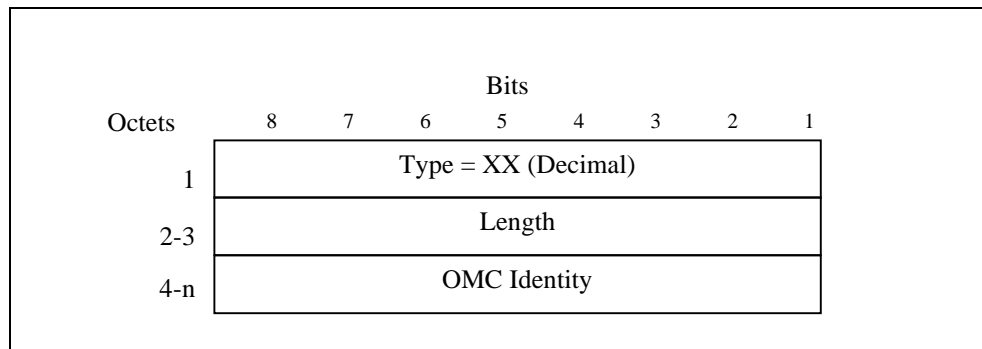 Bits
Octets 8 7 6 5 4 3 2 1
1 Type = XX (Decimal)
2-3 Length
4-n OMC Identity